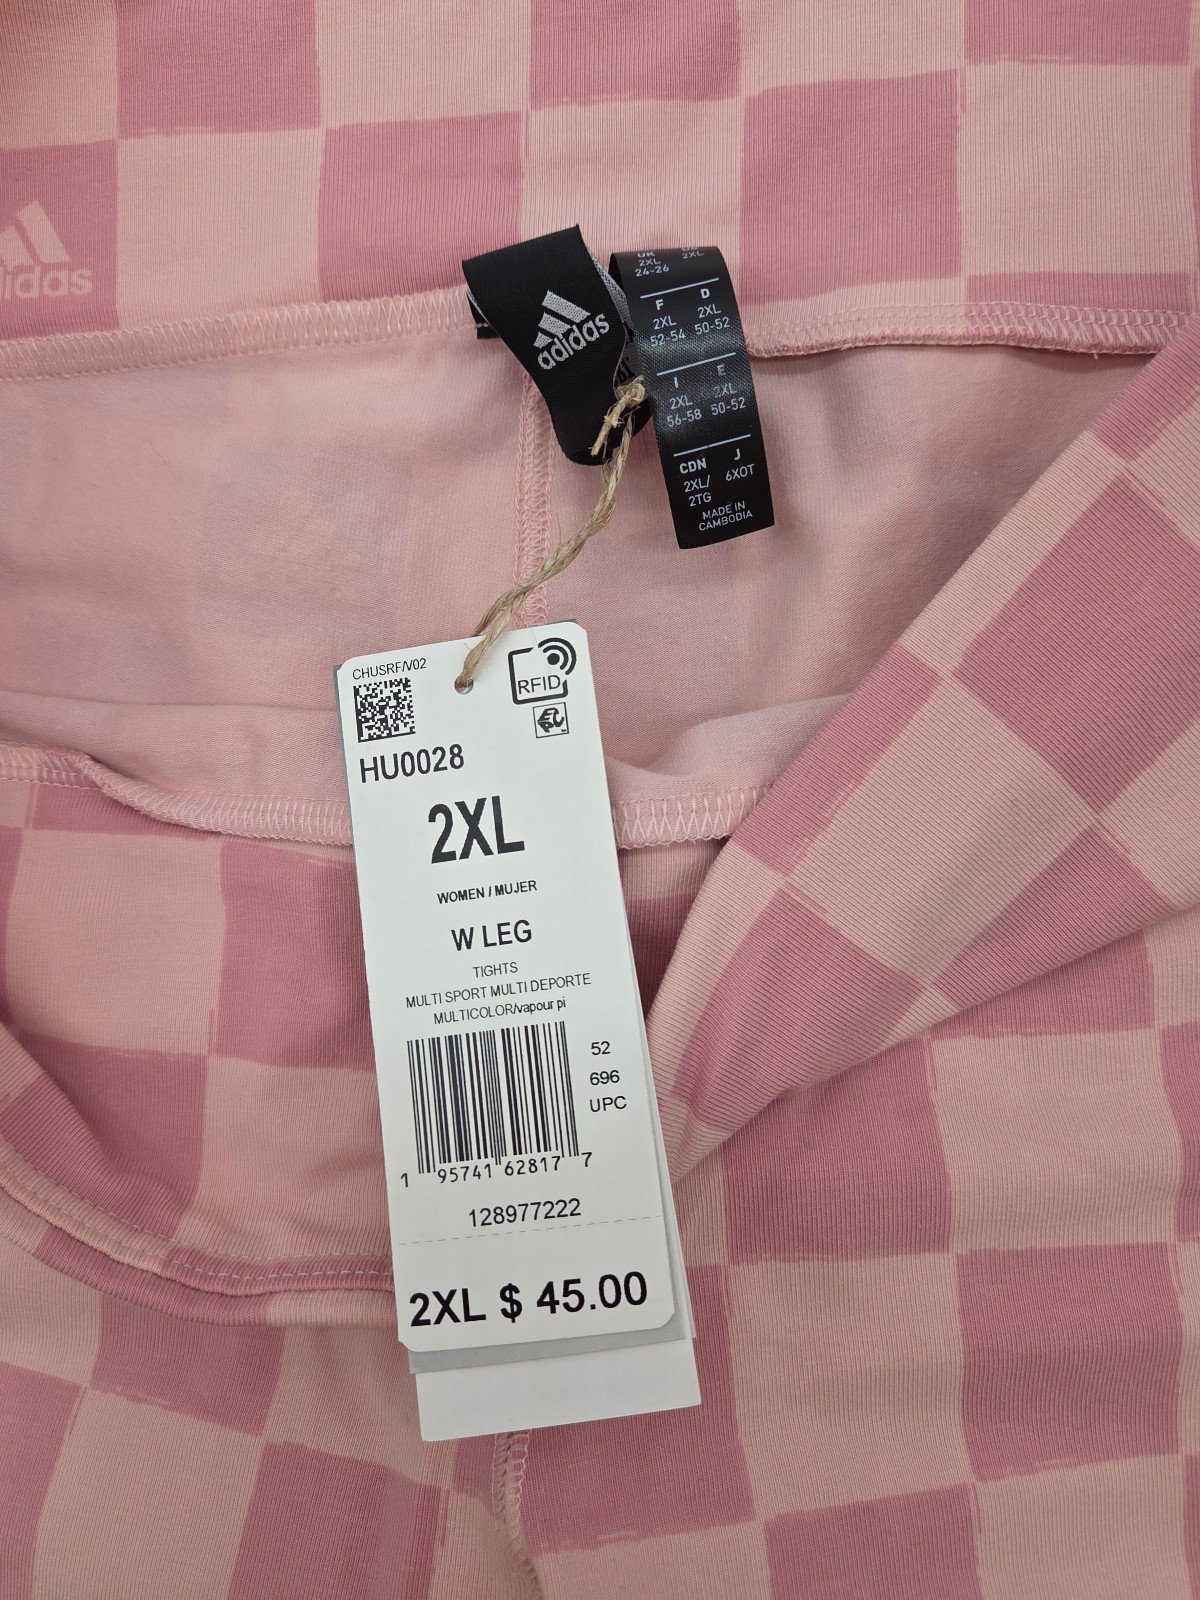 adidas
adidas
UK
2XL 2XL
24-26
F D
2XL 2XL
52-54 50-52
I E
2XL 2XL
56-58 50-52
CDN J
2XL/ 6XOT
2TG
MADE IN
CAMBODIA
CHUSRF/V02
RFID
HU0028
2XL
WOMEN / MUJER
W LEG
TIGHTS
MULTI SPORT MULTI DEPORTE
MULTICOLOR/vapour pi
52
696
UPC
1 95741 62817 7
128977222
2XL $ 45.00